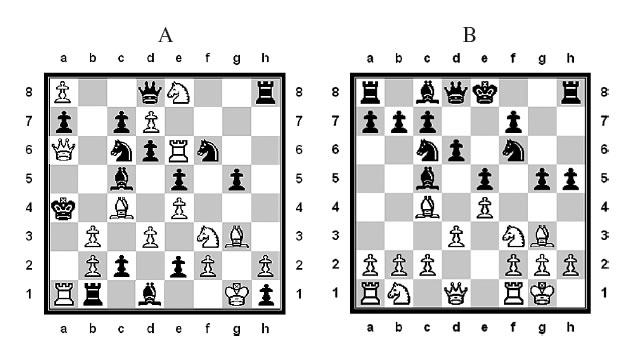 A B
a b c d e f g h a b c d e f g h
8 8 8 8
7 7 7 7
6 6 6 6
5 5 5 5
4 4 4 4
3 3 3 3
2 2 2 2
1 1 1 1
a b c d e f g h a b c d e f g h